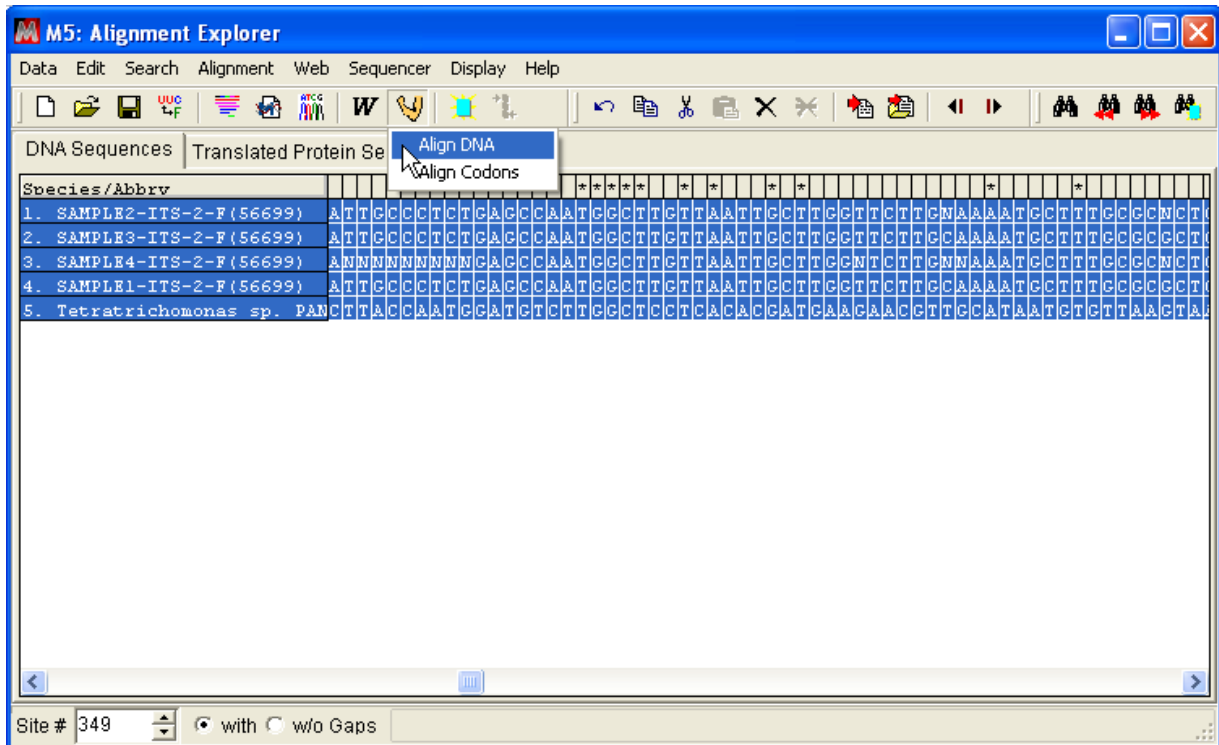 M5: Alignment Explorer
Data Edit Search Alignment Web Sequencer Display Help
UUC F ATCG W
DNA Sequences Translated Protein Se
Align DNA
Align Codons
Species/Abbrv * * * * * * * * * * *
1. SAMPLE2-ITS-2-F(56699) ATTGCCCTCTGAGCCAATGGCTTGTTAATTGCTTGGTTCTTGNAAAATGCTTTGCGCNCT
2. SAMPLE3-ITS-2-F(56699) ATTGCCCTCTGAGCCAATGGCTTGTTAATTGCTTGGTTCTTGCAAAATGCTTTGCGCGCT
3. SAMPLE4-ITS-2-F(56699) ANNNNNNNNNGAGCCAATGGCTTGTTAATTGCTTGGNTCTTGNNAAATGCTTTGCGCNCT
4. SAMPLE1-ITS-2-F(56699) ATTGCCCTCTGAGCCAATGGCTTGTTAATTGCTTGGTTCTTGCAAAATGCTTTGCGCGCT
5. Tetratrichomonas sp. PAN CTTACCAATGGATGTCTTGGCTCCTCACACGATGAAGAACGTTGCATAATGTGTTAAGTA
Site # 349 with w/o Gaps